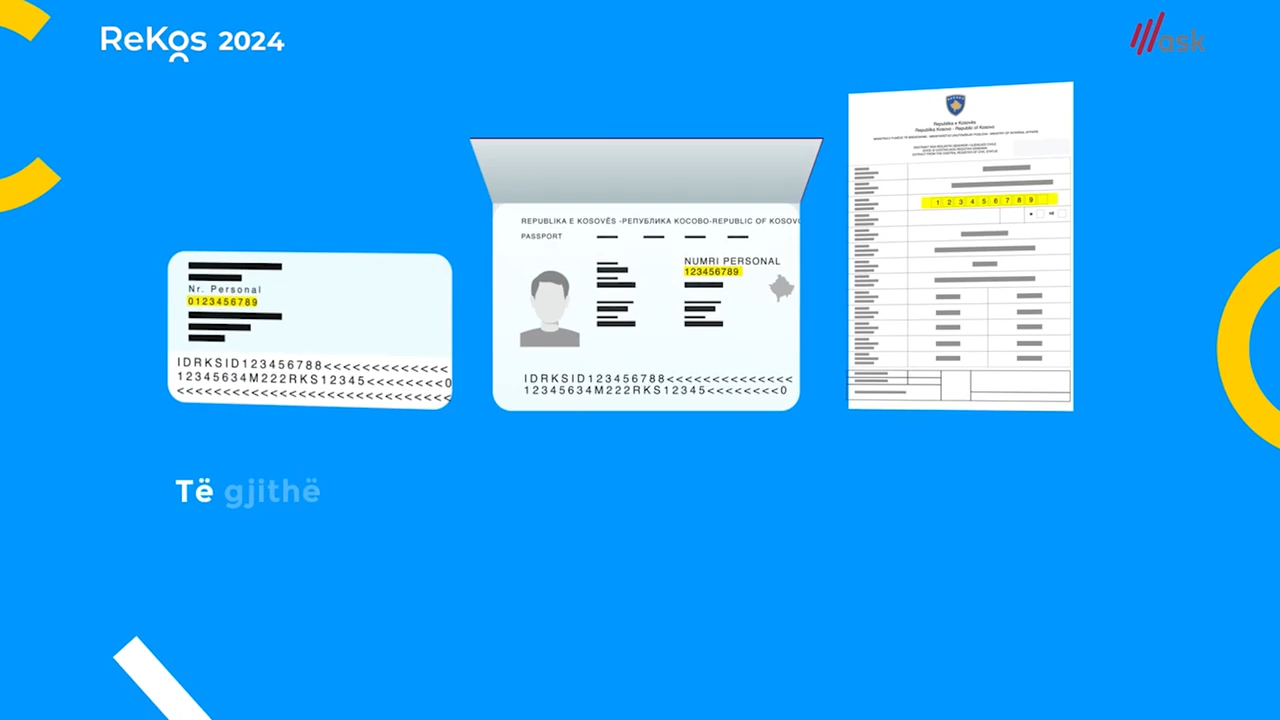 ReKos 2024
ask
Nr. Personal
0123456789
IDRKSID123456788<<<<<<<<<<<<<<
12345634M222RKS12345<<<<<<<<0
<<<<<<<<<<<<<<<<<<<<<<<<<<<<<
REPUBLIKA E KOSOVËS -РЕПУБЛИКА КОСОВО-REPUBLIC OF KOSOVO
PASSPORT
NUMRI PERSONAL
123456789
IDRKSID123456788<<<<<<<<<<<<<<
12345634M222RKS12345<<<<<<<<0
Republika e Kosovës
Republika Kosovo - Republic of Kosovo
1 2 3 4 5 6 7 8 9
Të gjithë